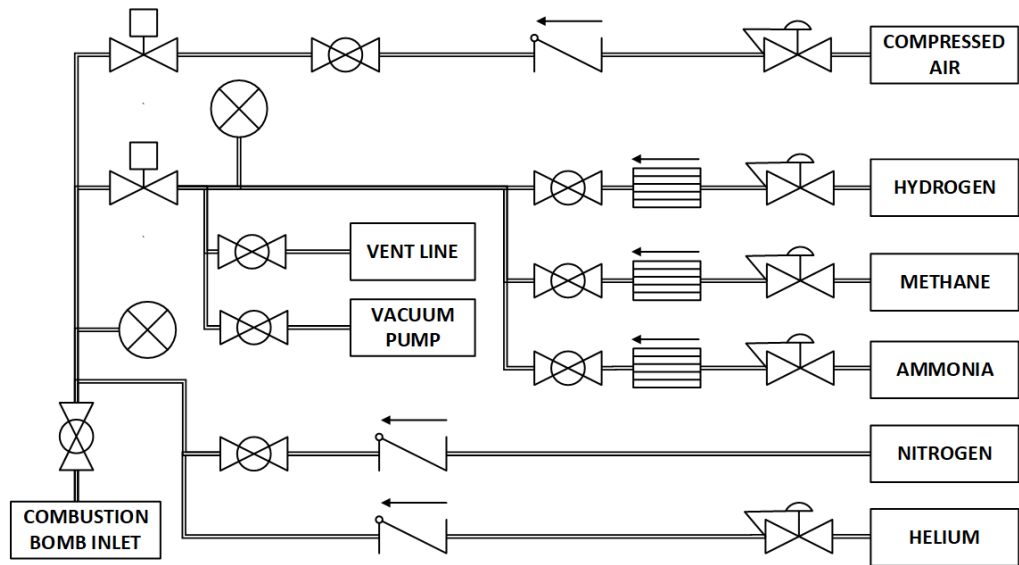 COMPRESSED
AIR
HYDROGEN
VENT LINE
METHANE
VACUUM
PUMP
AMMONIA
NITROGEN
COMBUSTION
BOMB INLET
HELIUM